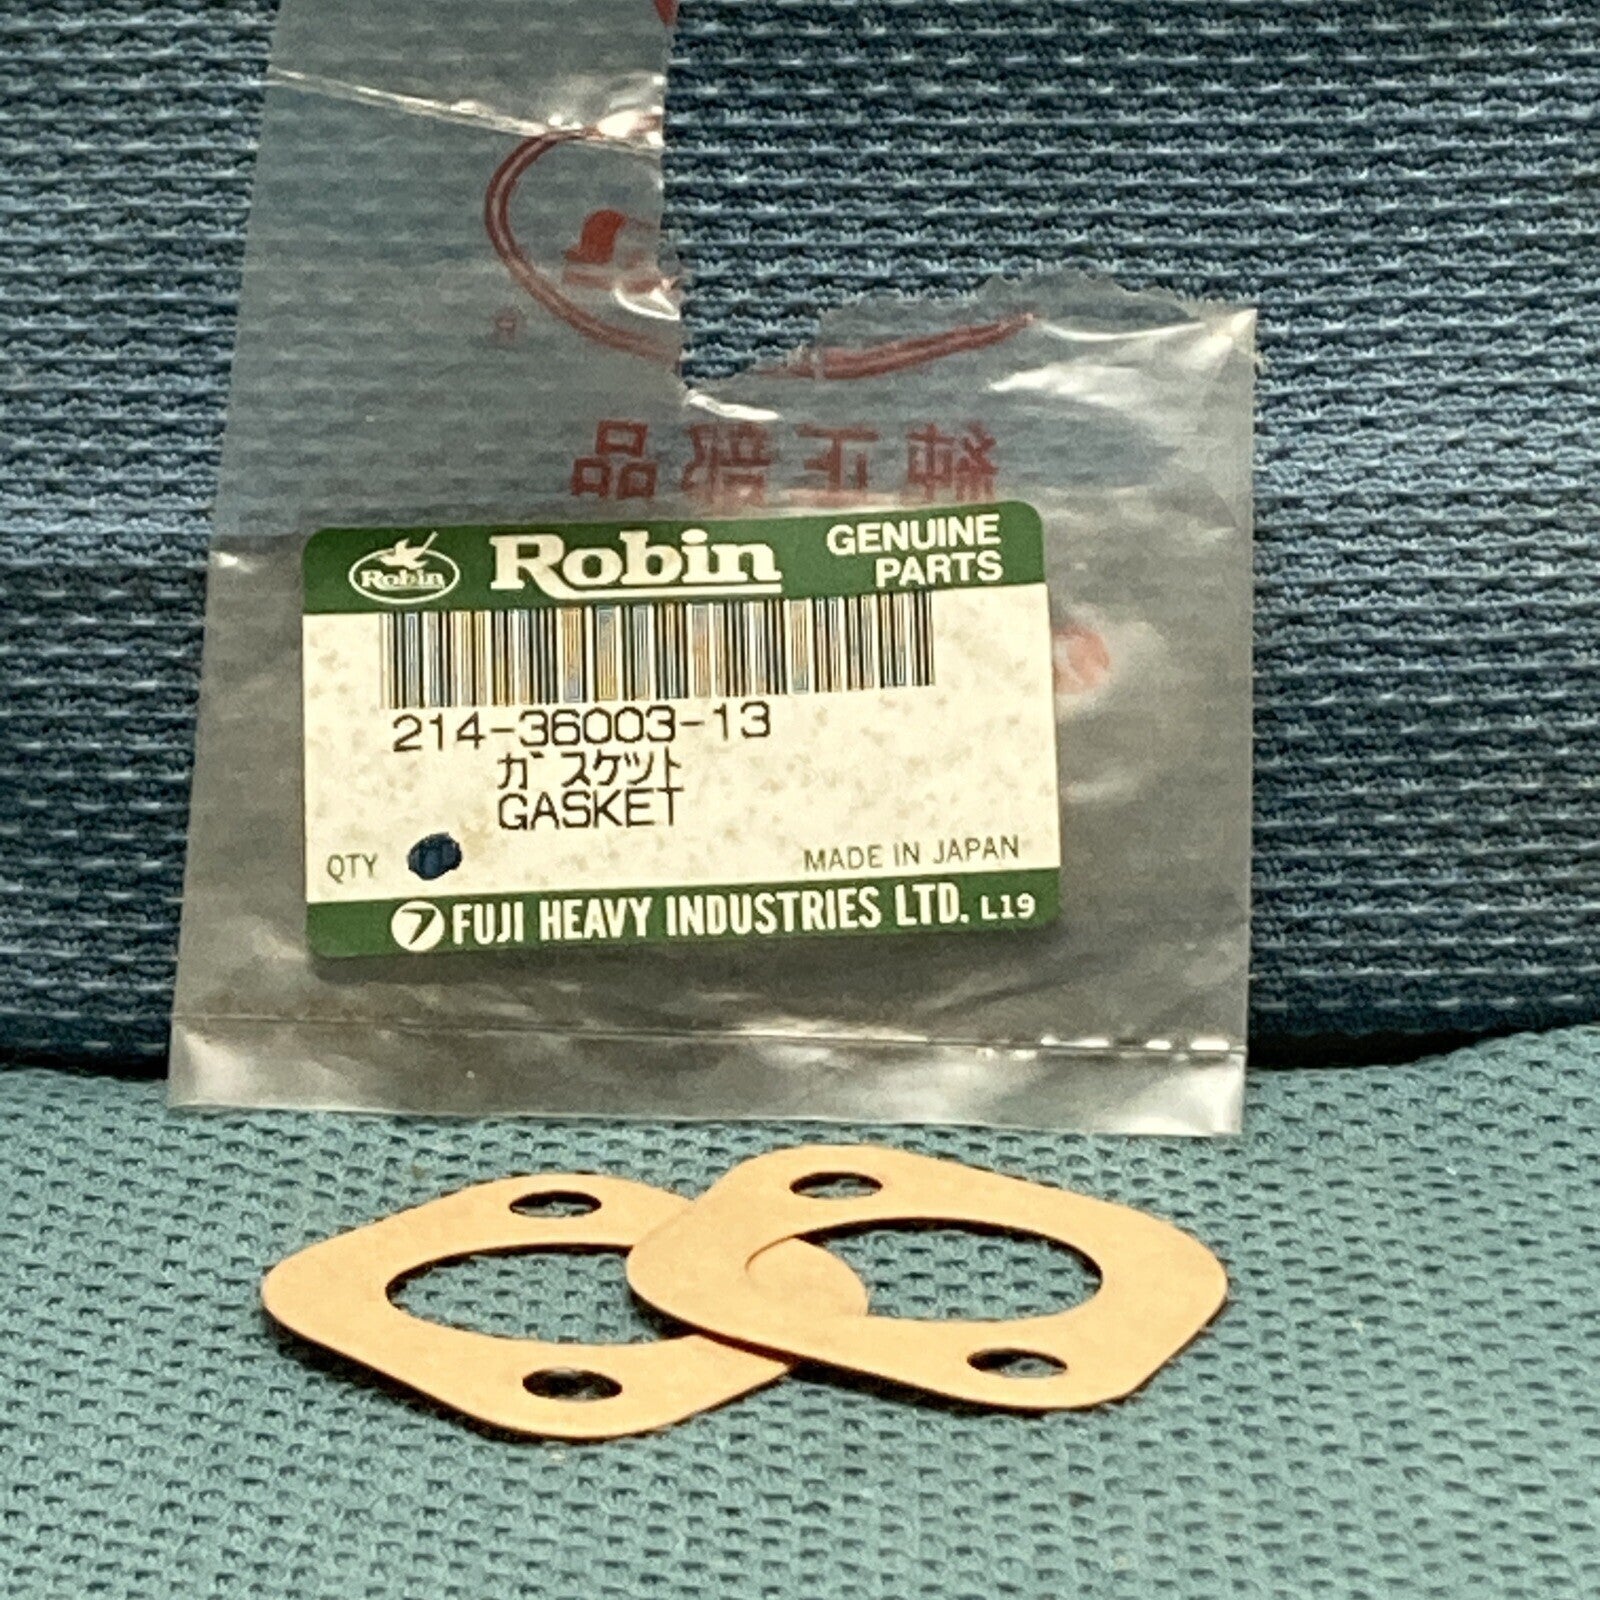 純正部品
Robin
Robin
GENUINE
PARTS
214-36003-13
ガスケット
GASKET
QTY
MADE IN JAPAN
FUJI HEAVY INDUSTRIES LTD. L19